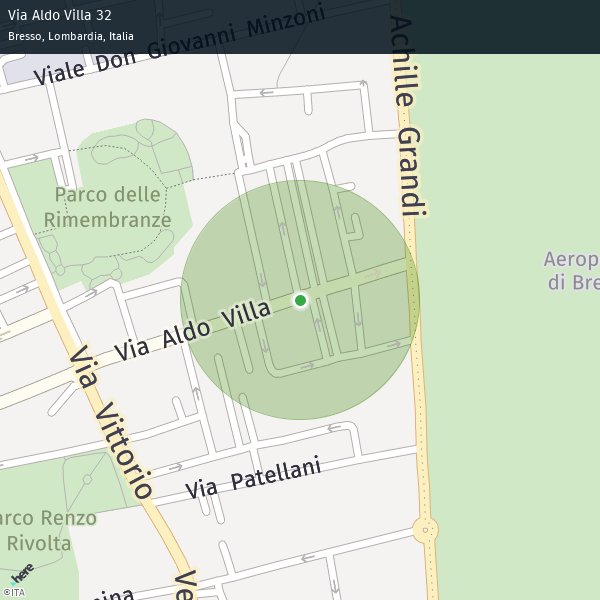 Via Aldo Villa 32
Bresso, Lombardia, Italia
Viale Don Giovanni Minzoni
Achille Grandi
Parco delle
Rimembranze
Aerop
di Bre
Via Aldo Villa
Via Vittorio
Via Patellani
arco Renzo
Rivolta
Ve
nina
here
©ITA